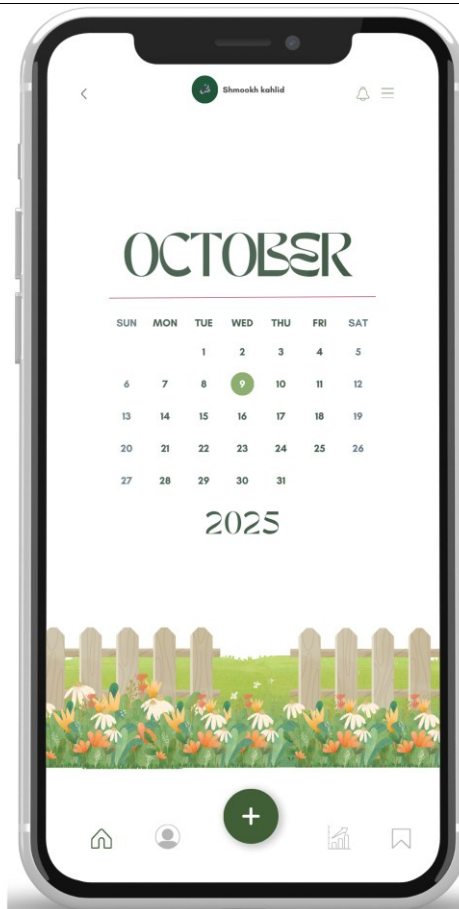 Shmookh kahlid
OCTOBER
SUN MON TUE WED THU FRI SAT
1 2 3 4 5
6 7 8 9 10 11 12
13 14 15 16 17 18 19
20 21 22 23 24 25 26
27 28 29 30 31
2025